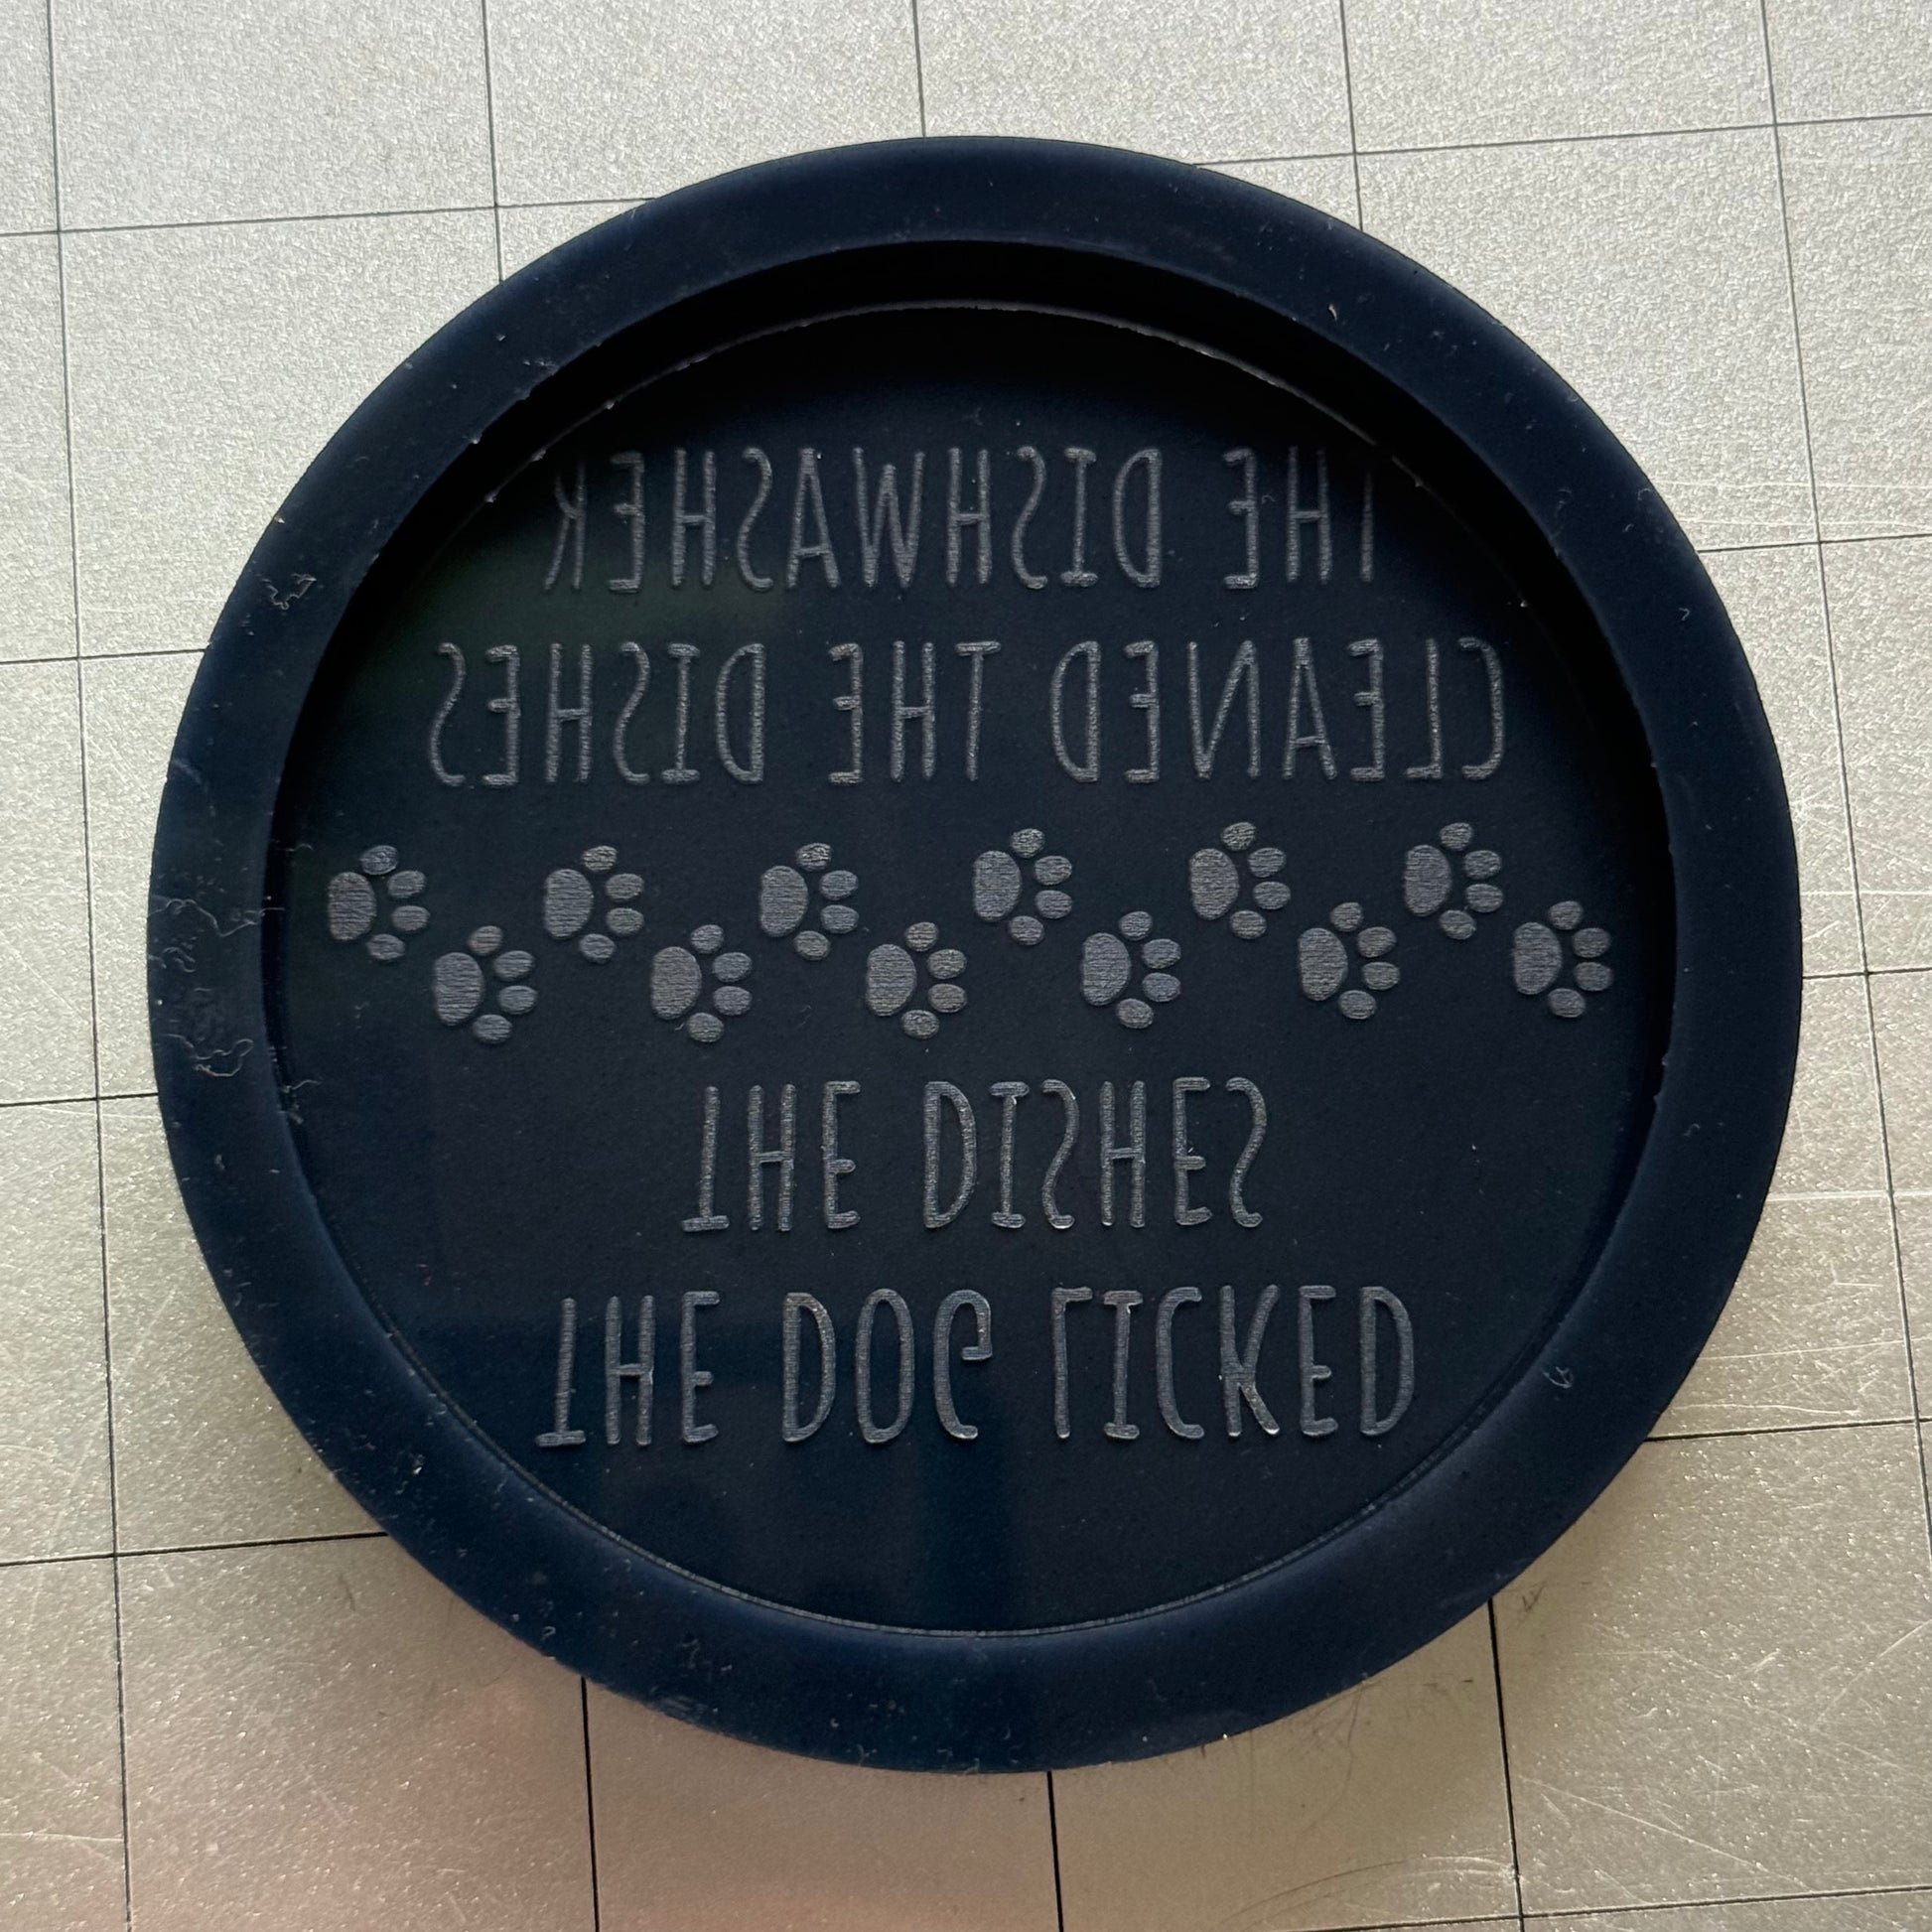 THE DISHWASHER
CLEANED THE DISHES
THE DOG LICKED
THE DISHES